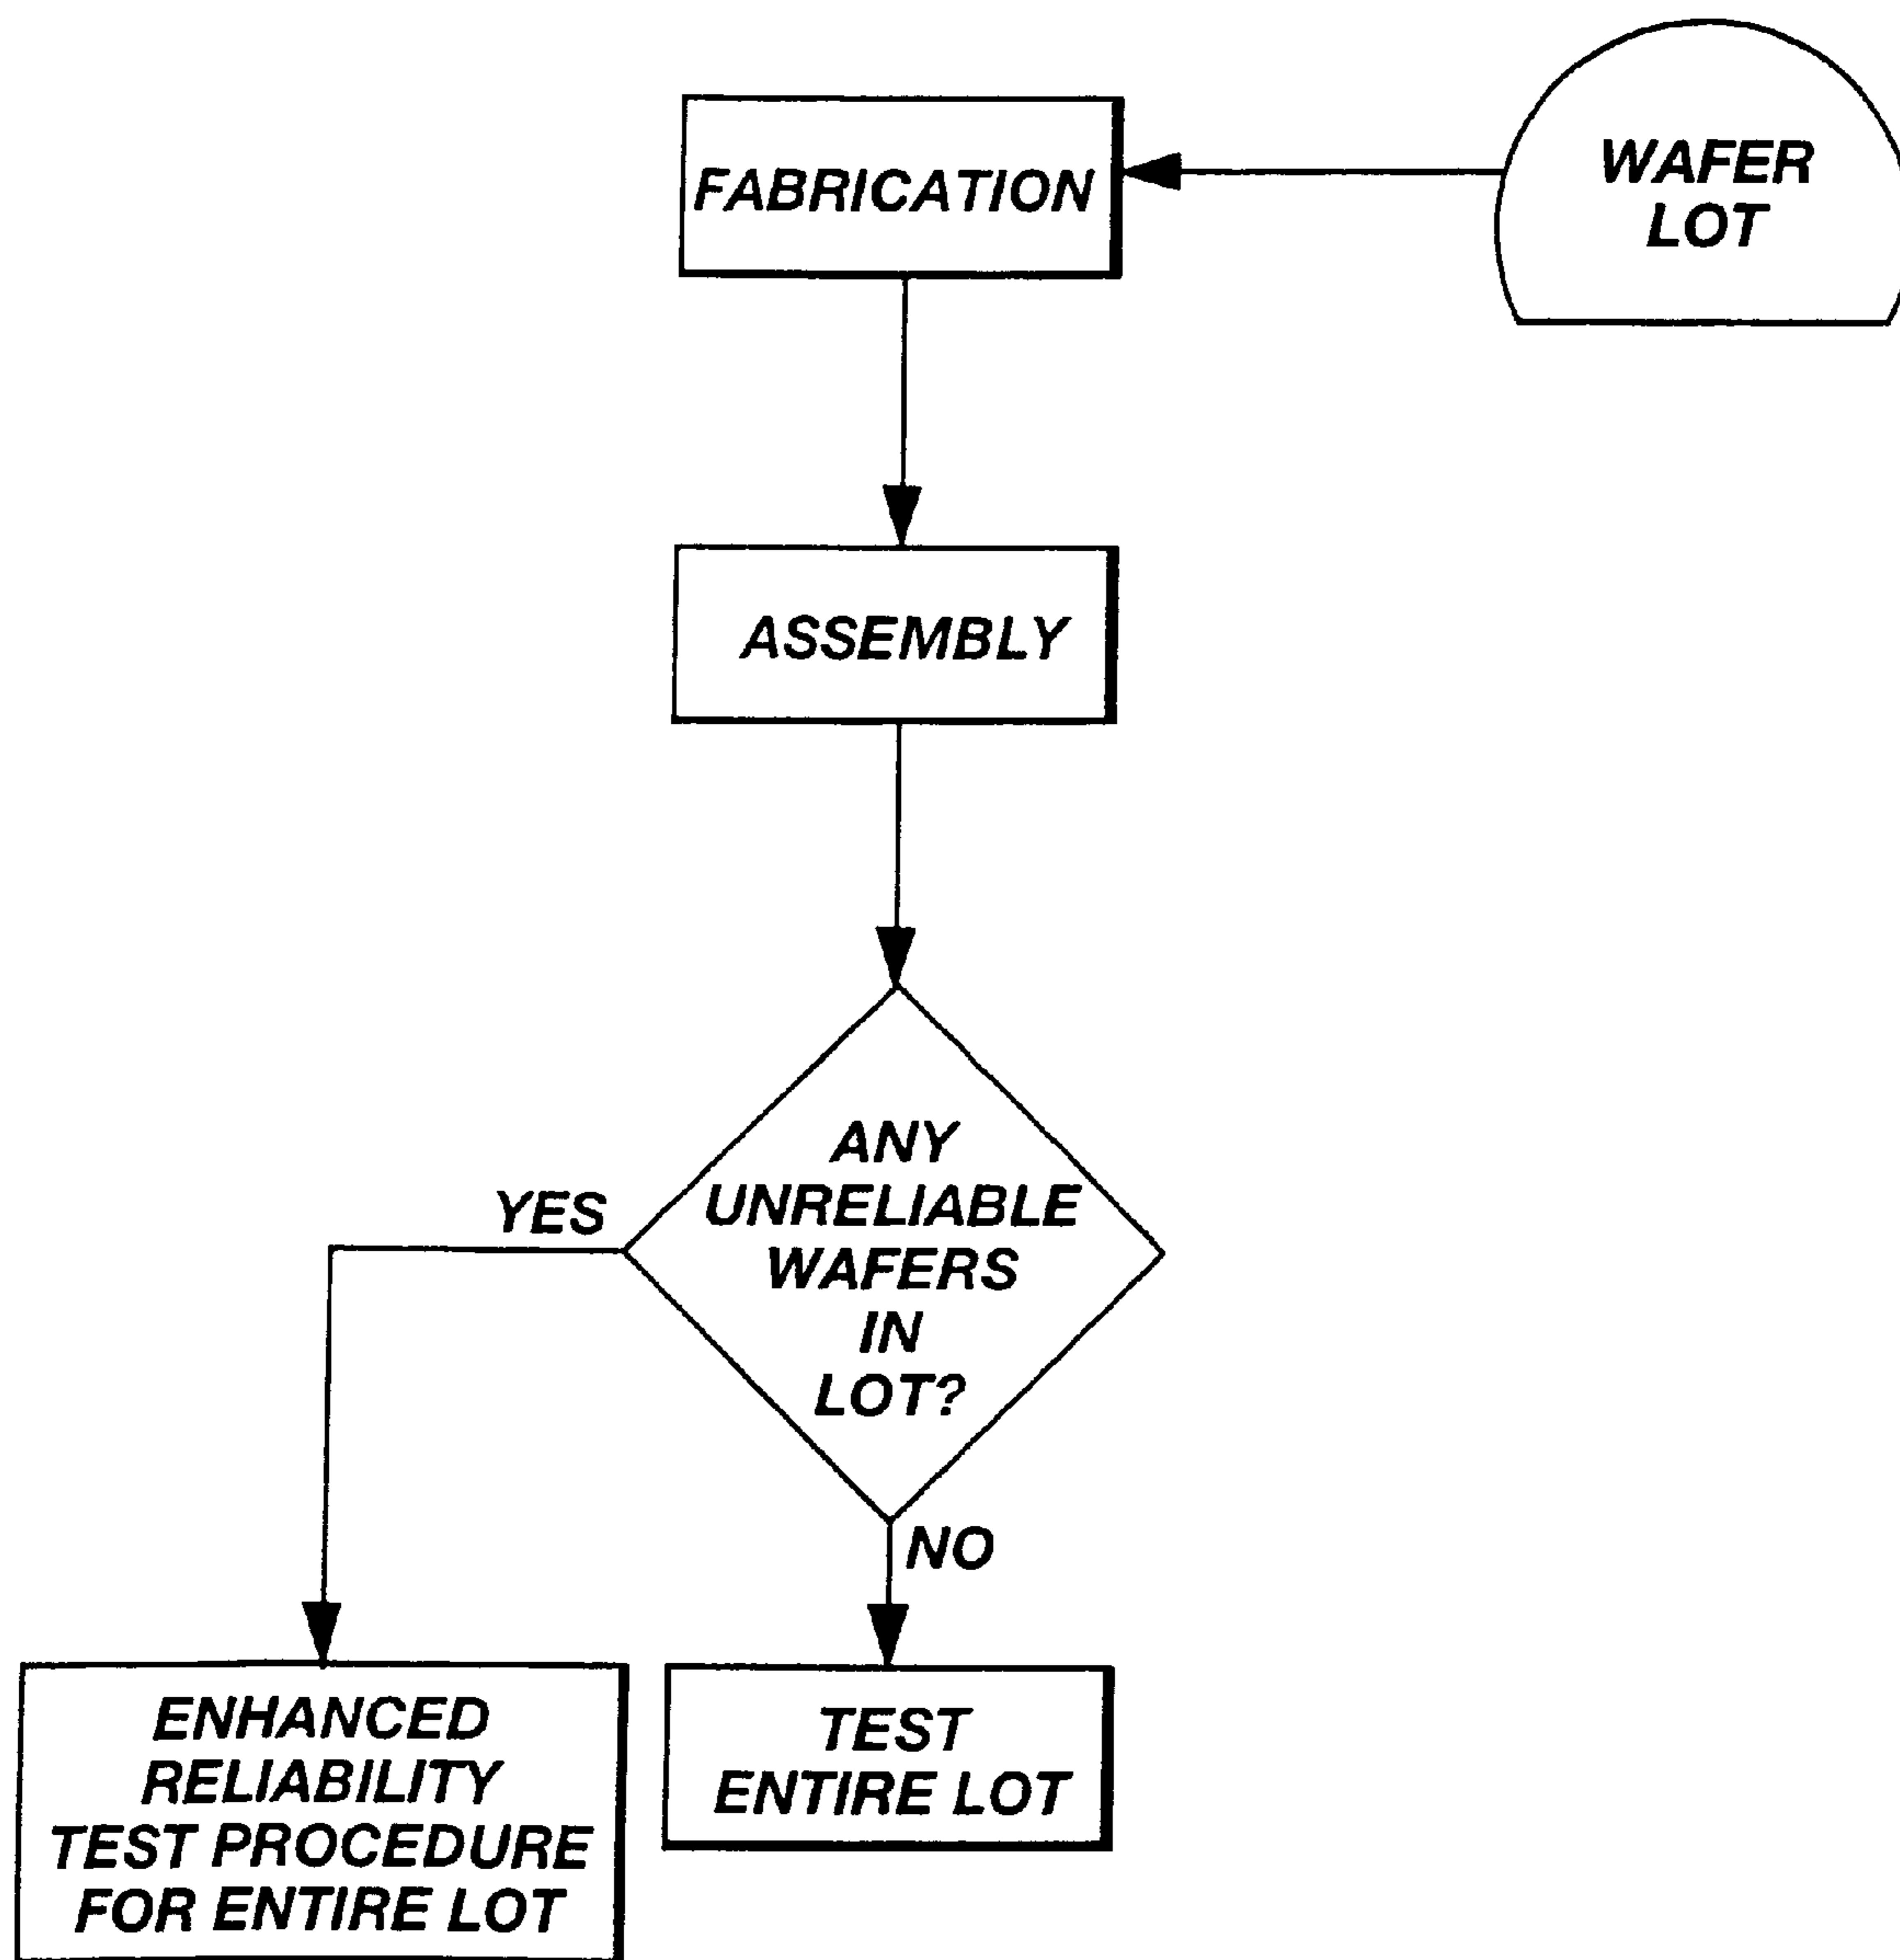 WAFER
LOT
FABRICATION
ASSEMBLY
ANY
UNRELIABLE
WAFERS
IN
LOT?
YES
NO
ENHANCED
RELIABILITY
TEST PROCEDURE
FOR ENTIRE LOT
TEST
ENTIRE LOT